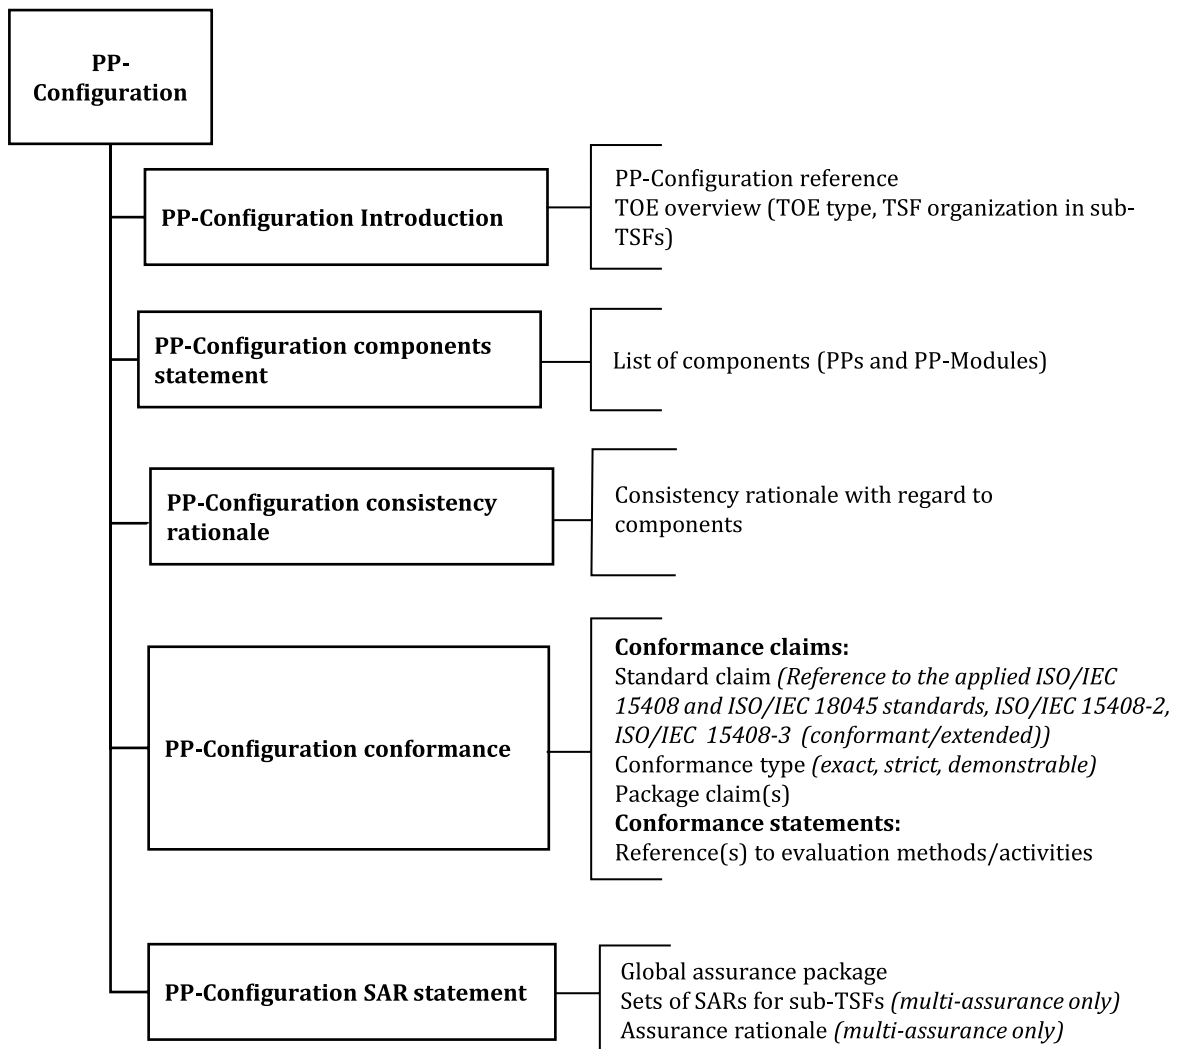 PP-
Configuration
PP-Configuration Introduction
PP-Configuration reference
TOE overview (TOE type, TSF organization in sub-
TSFs)
PP-Configuration components
statement
List of components (PPs and PP-Modules)
PP-Configuration consistency
rationale
Consistency rationale with regard to
components
PP-Configuration conformance
Conformance claims:
Standard claim (Reference to the applied ISO/IEC
15408 and ISO/IEC 18045 standards, ISO/IEC 15408-2,
ISO/IEC 15408-3 (conformant/extended))
Conformance type (exact, strict, demonstrable)
Package claim(s)
Conformance statements:
Reference(s) to evaluation methods/activities
PP-Configuration SAR statement
Global assurance package
Sets of SARs for sub-TSFs (multi-assurance only)
Assurance rationale (multi-assurance only)